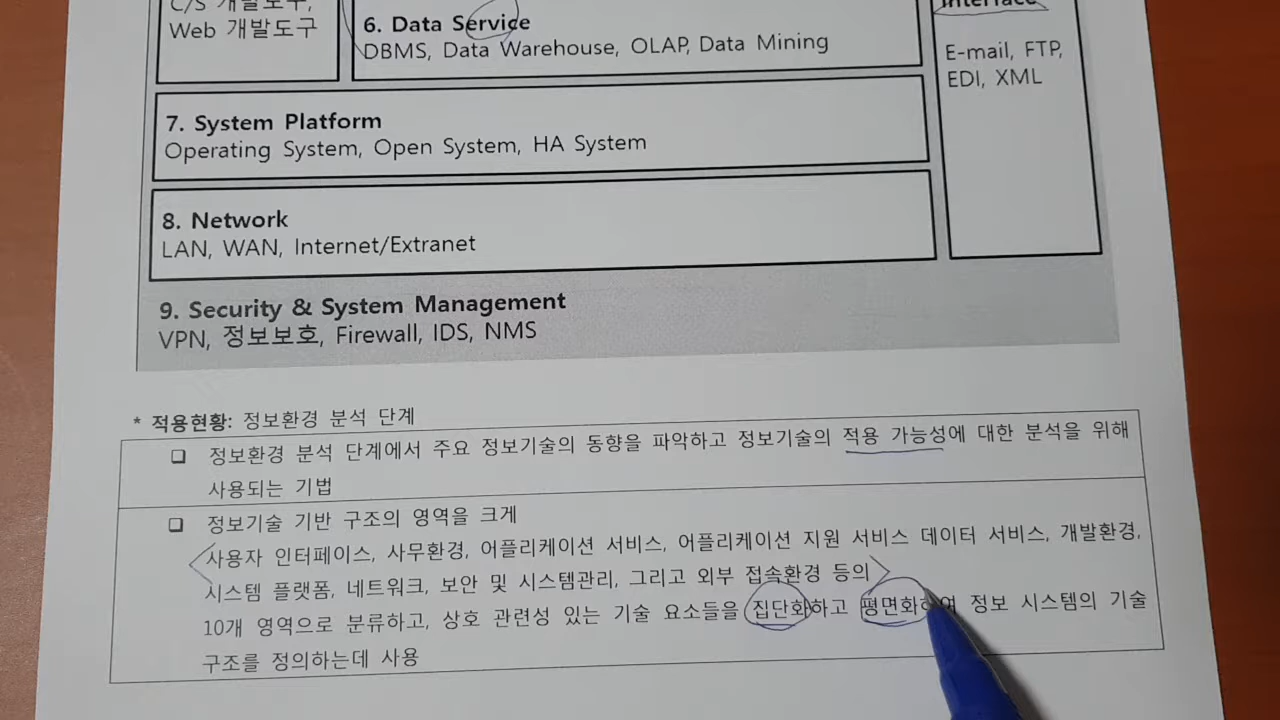 C/S 개발도구,
Web 개발도구
6. Data Service
DBMS, Data Warehouse, OLAP, Data Mining
Interface
E-mail, FTP,
EDI, XML
7. System Platform
Operating System, Open System, HA System
8. Network
LAN, WAN, Internet/Extranet
9. Security & System Management
VPN, 정보보호, Firewall, IDS, NMS
* 적용현황: 정보환경 분석 단계
❑ 정보환경 분석 단계에서 주요 정보기술의 동향을 파악하고 정보기술의 적용 가능성에 대한 분석을 위해
사용되는 기법
❑ 정보기술 기반 구조의 영역을 크게
사용자 인터페이스, 사무환경, 어플리케이션 서비스, 어플리케이션 지원 서비스 데이터 서비스, 개발환경,
시스템 플랫폼, 네트워크, 보안 및 시스템관리, 그리고 외부 접속환경 등의
10개 영역으로 분류하고, 상호 관련성 있는 기술 요소들을 집단화하고 평면화하여 정보 시스템의 기술
구조를 정의하는데 사용